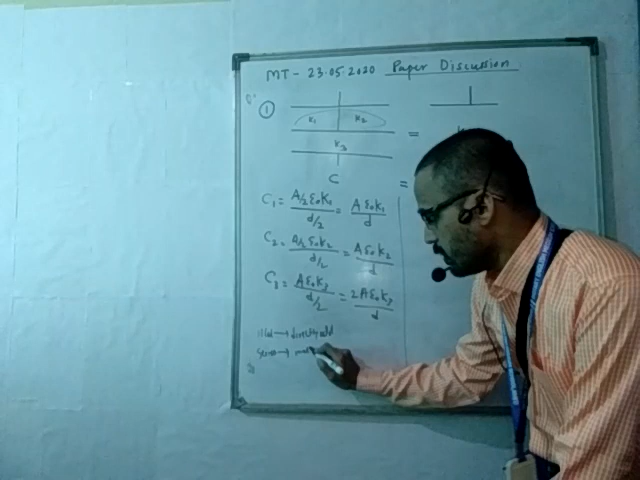 MT - 23.05.2020 Paper Discussion
①
K₁ K₂
=
K₃
C =
C₁ = A/2 ε₀K₁ / d/2 = Aε₀K₁ / d
C₂ = A/2 ε₀K₂ / d/2 = Aε₀K₂ / d
C₃ = Aε₀K₃ / d/2 = 2Aε₀K₃ / d
→ directly add
Series →